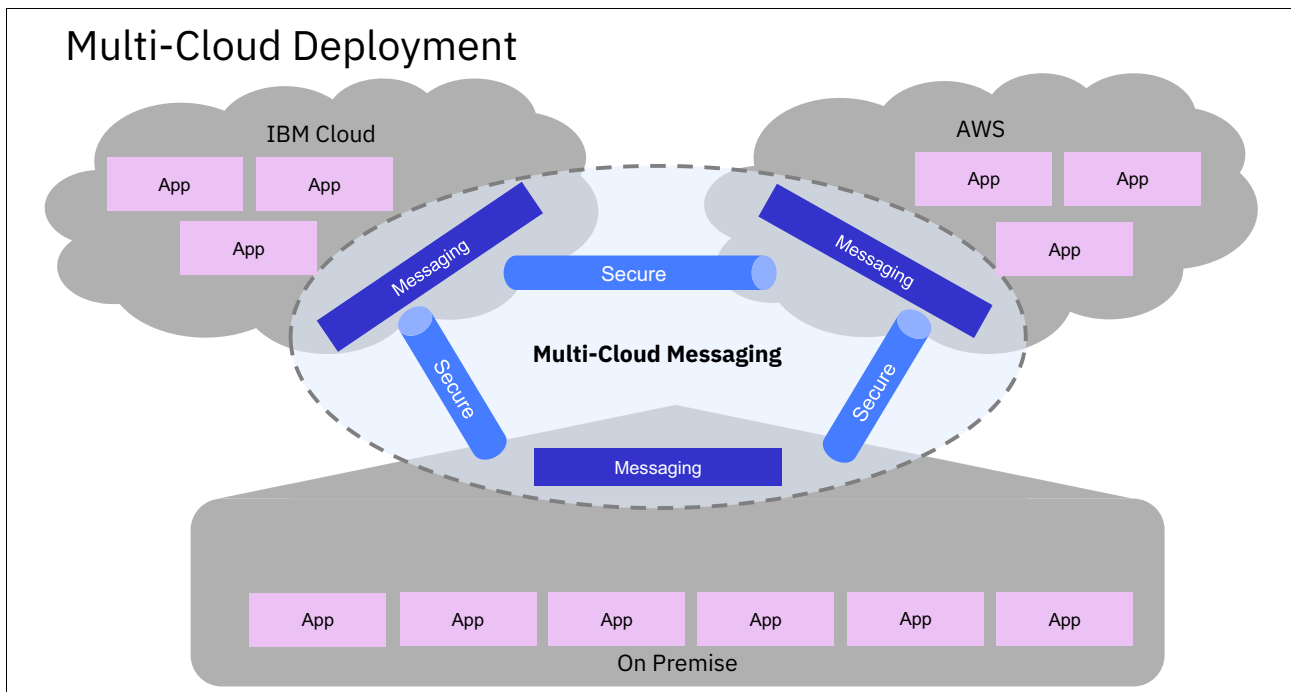 Multi-Cloud Deployment
IBM Cloud
AWS
App
App
App
App
App
App
Messaging
Messaging
Secure
Multi-Cloud Messaging
Secure
Secure
Messaging
App
App
App
App
App
App
On Premise